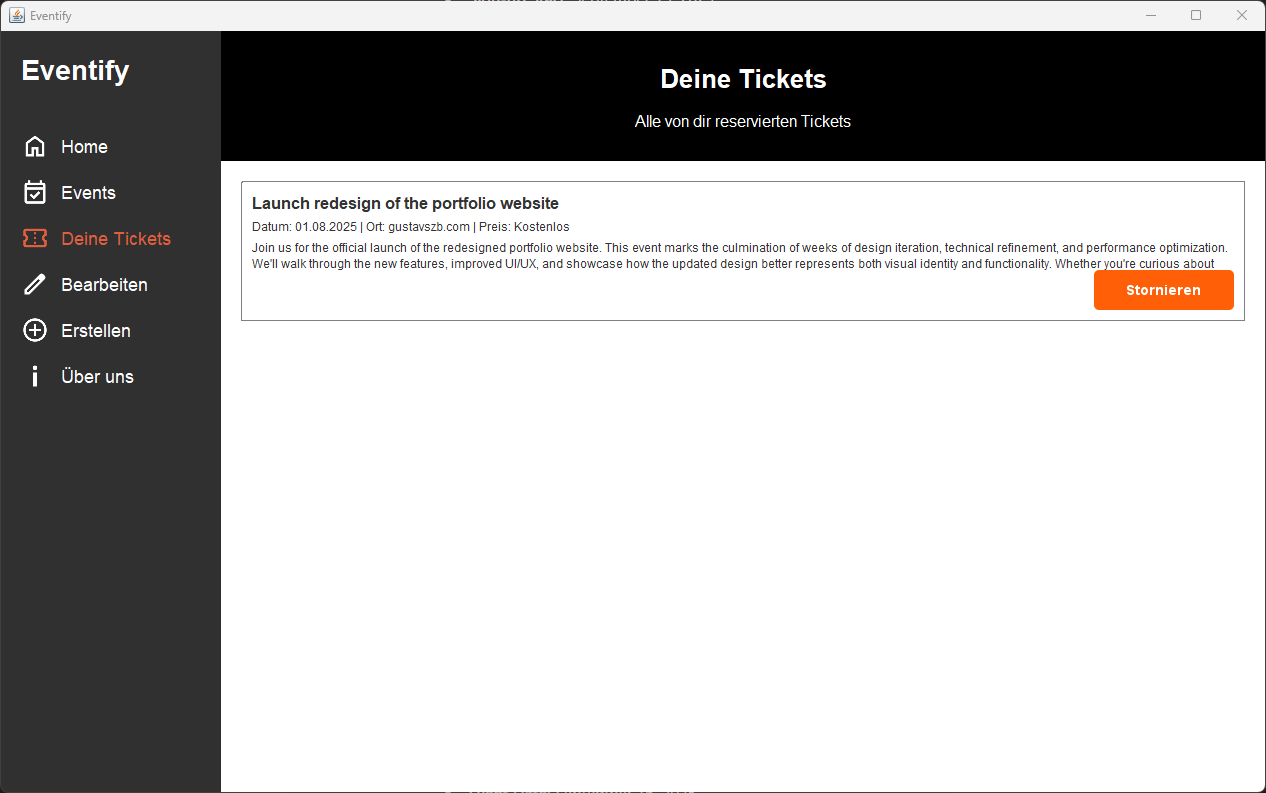 Eventify
Eventify
Home
Events
Deine Tickets
Bearbeiten
Erstellen
Über uns
Deine Tickets
Alle von dir reservierten Tickets
Launch redesign of the portfolio website
Datum: 01.08.2025 | Ort: gustavszb.com | Preis: Kostenlos
Join us for the official launch of the redesigned portfolio website. This event marks the culmination of weeks of design iteration, technical refinement, and performance optimization.
We'll walk through the new features, improved UI/UX, and showcase how the updated design better represents both visual identity and functionality. Whether you're curious about
Stornieren